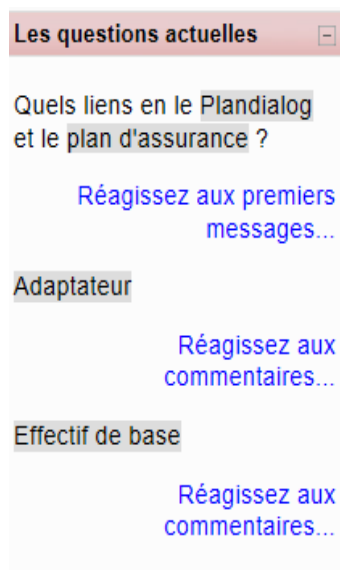 Les questions actuelles
Quels liens en le Plandialog
et le plan d'assurance ?
Réagissez aux premiers
messages...
Adaptateur
Réagissez aux
commentaires...
Effectif de base
Réagissez aux
commentaires...